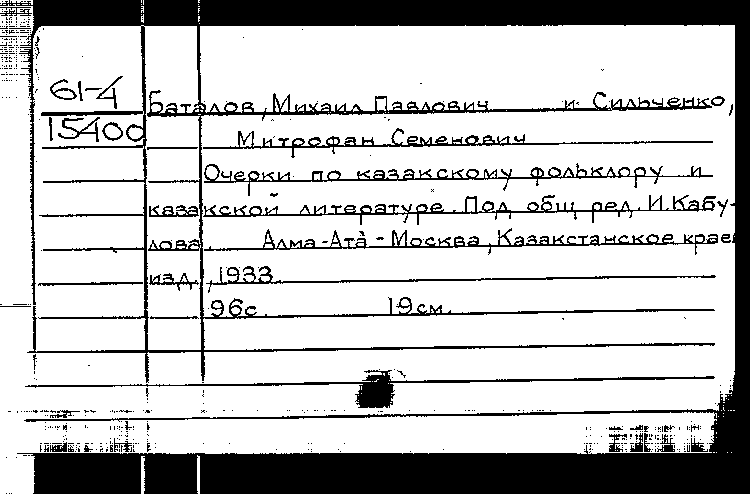 61-4
Баталов, Михаил Павлович и Сильченко,
15400
Митрофан Семенович
Очерки по казакскому фольклору и
казакской литературе. Под общ. ред. И. Кабу-
лова. Алма-Ата - Москва, Казакстанское крае
изд., 1933.
96с. 19см.